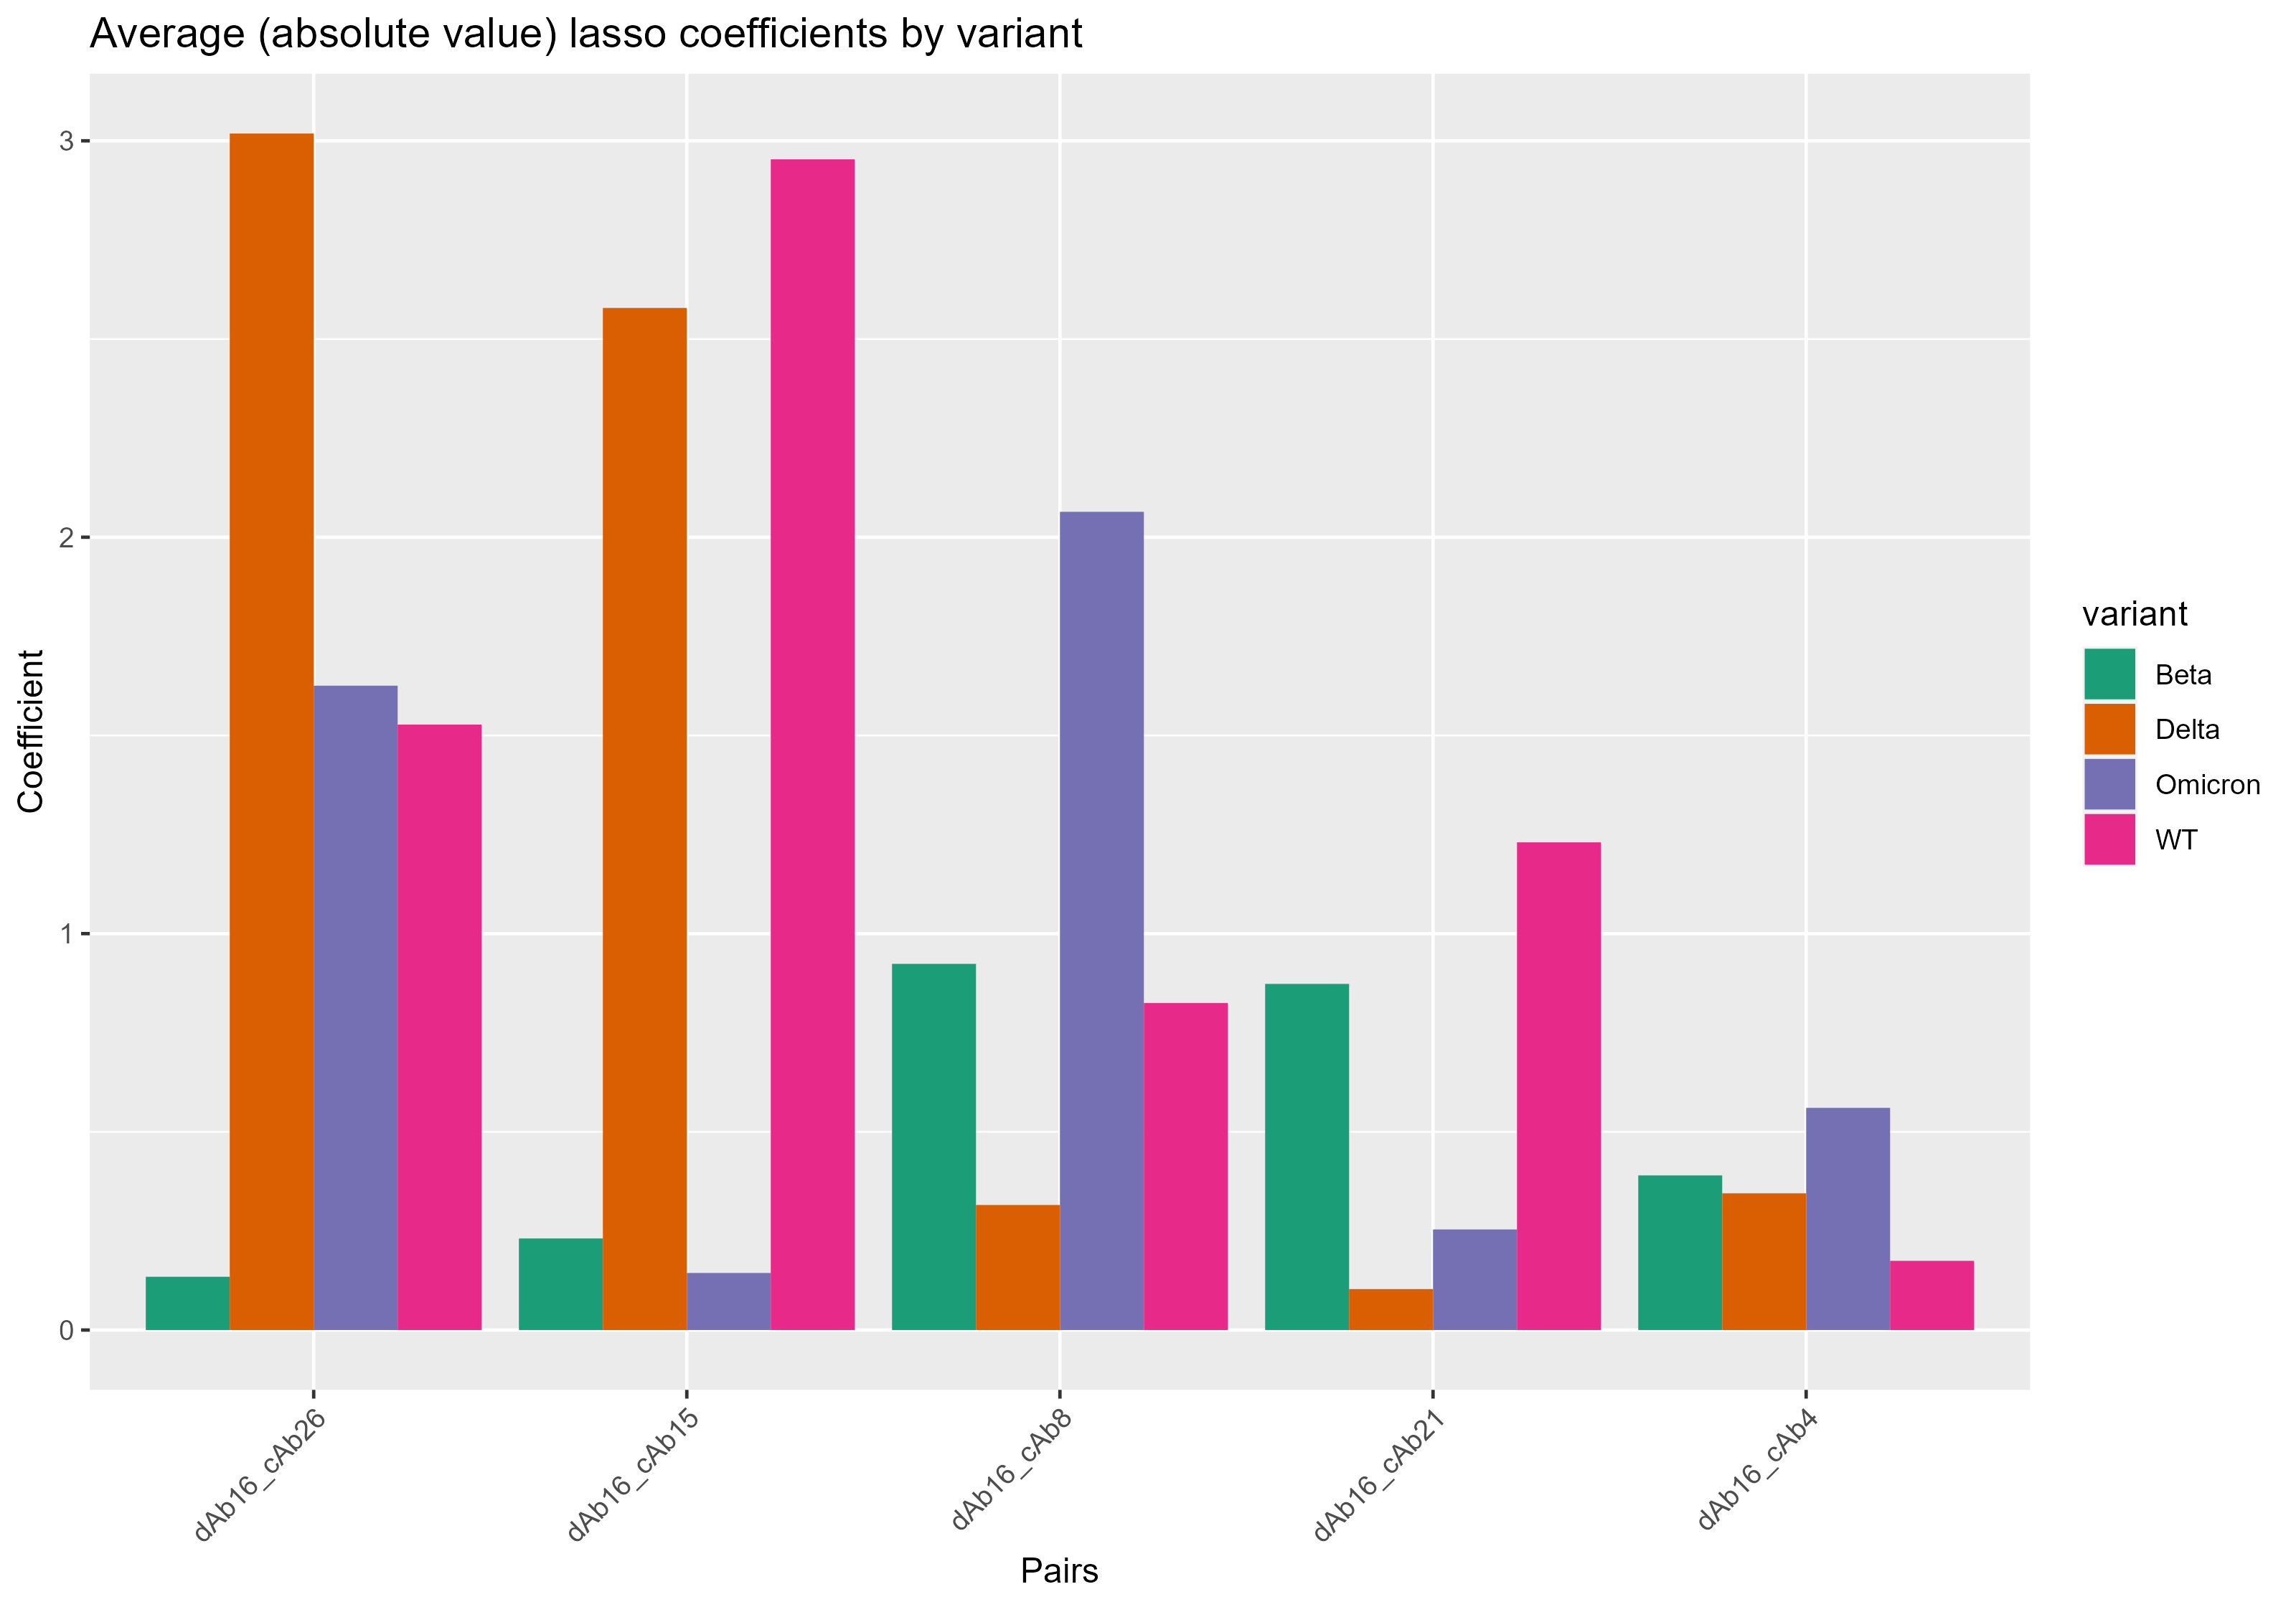 Average (absolute value) lasso coefficients by variant
Coefficient
3
2
1
0
dAb16_cAb26
dAb16_cAb15
dAb16_cAb8
dAb16_cAb21
dAb16_cAb4
Pairs
variant
Beta
Delta
Omicron
WT